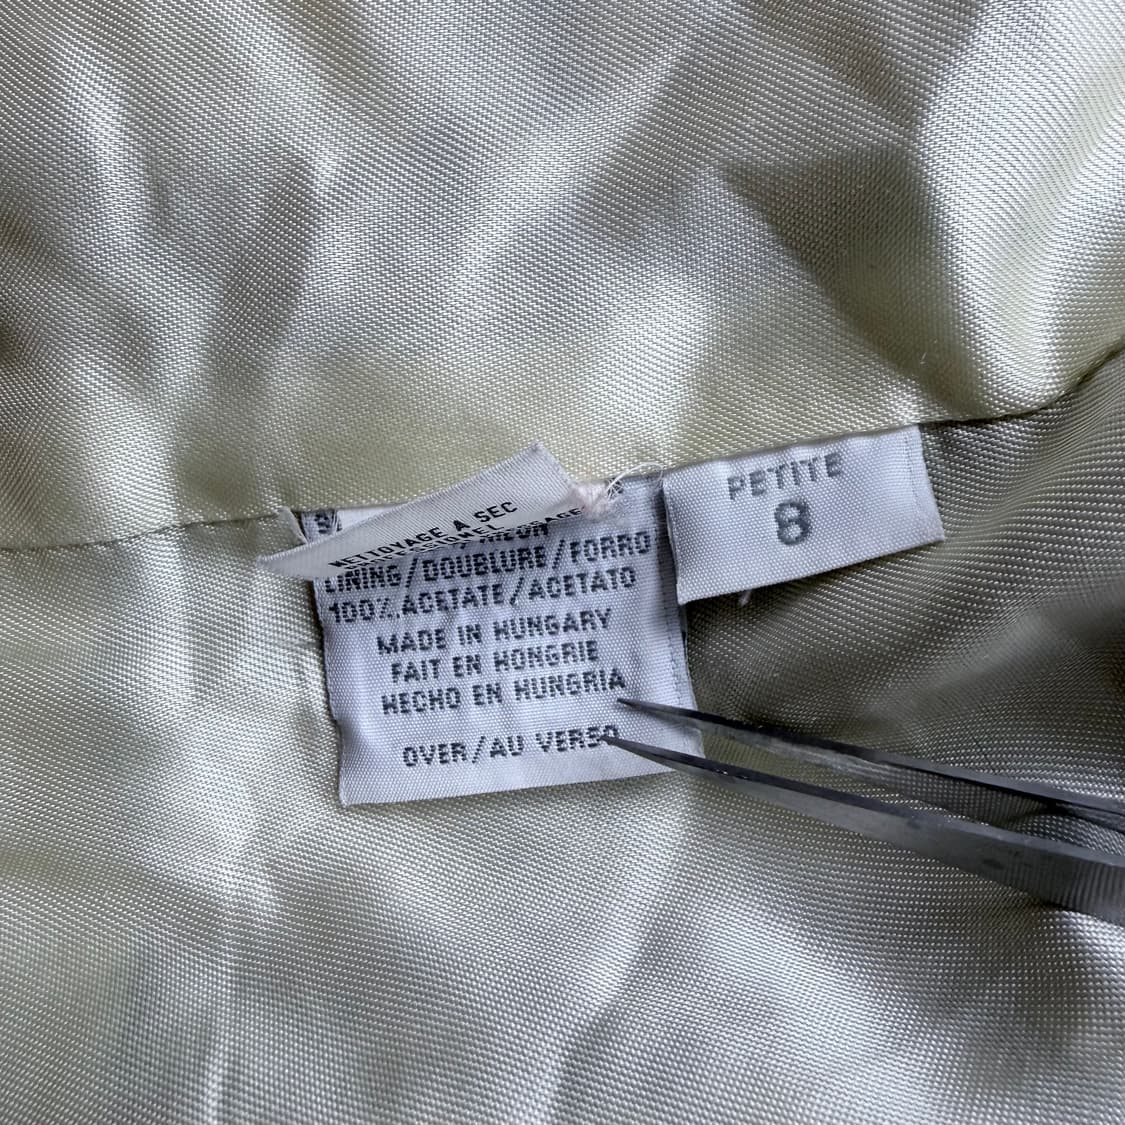 PETITE
8
NETTOYAGE A SEC
LINING/DOUBLURE/FORRO
100% ACETATE/ACETATO
MADE IN HUNGARY
FAIT EN HONGRIE
HECHO EN HUNGRIA
OVER/AU VERSO